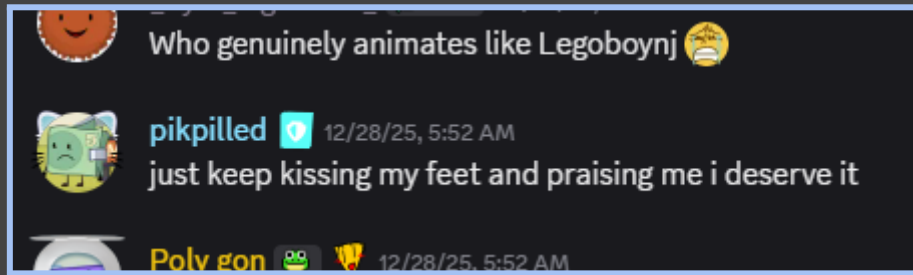 Who genuinely animates like Legoboynj
pikpilled 12/28/25, 5:52 AM
just keep kissing my feet and praising me i deserve it
Poly gon 12/28/25, 5:52 AM